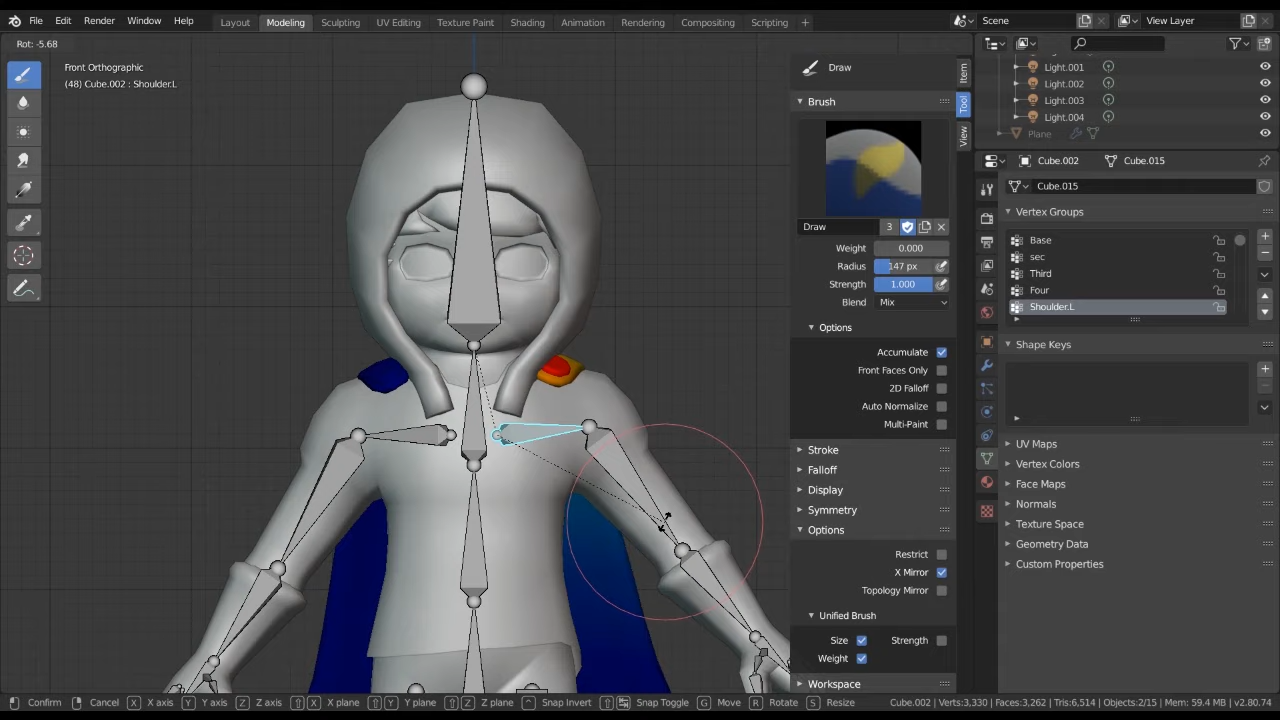 File Edit Render Window Help Layout Modeling Sculpting UV Editing Texture Paint Shading Animation Rendering Compositing Scripting + Scene View Layer
Rot: -5.68
Front Orthographic
(48) Cube.002 : Shoulder.L
Draw
Brush
Draw 3
Weight 0.000
Radius 147 px
Strength 1.000
Blend Mix
Options
Accumulate
Front Faces Only
2D Falloff
Auto Normalize
Multi-Paint
Stroke
Falloff
Display
Symmetry
Options
Restrict
X Mirror
Topology Mirror
Unified Brush
Size Strength
Weight
Workspace
Item
Tool
View
Light.001
Light.002
Light.003
Light.004
Plane
Cube.002 Cube.015
Cube.015
Vertex Groups
Base
sec
Third
Four
Shoulder.L
Shape Keys
UV Maps
Vertex Colors
Face Maps
Normals
Texture Space
Geometry Data
Custom Properties
Confirm Cancel X X axis Y Y axis Z Z axis X X plane Y Y plane Z Z plane Snap Invert Snap Toggle G Move R Rotate S Resize Cube.002 | Verts:3,330 | Faces:3,262 | Tris:6,514 | Objects:2/15 | Mem: 59.4 MB | v2.80.74